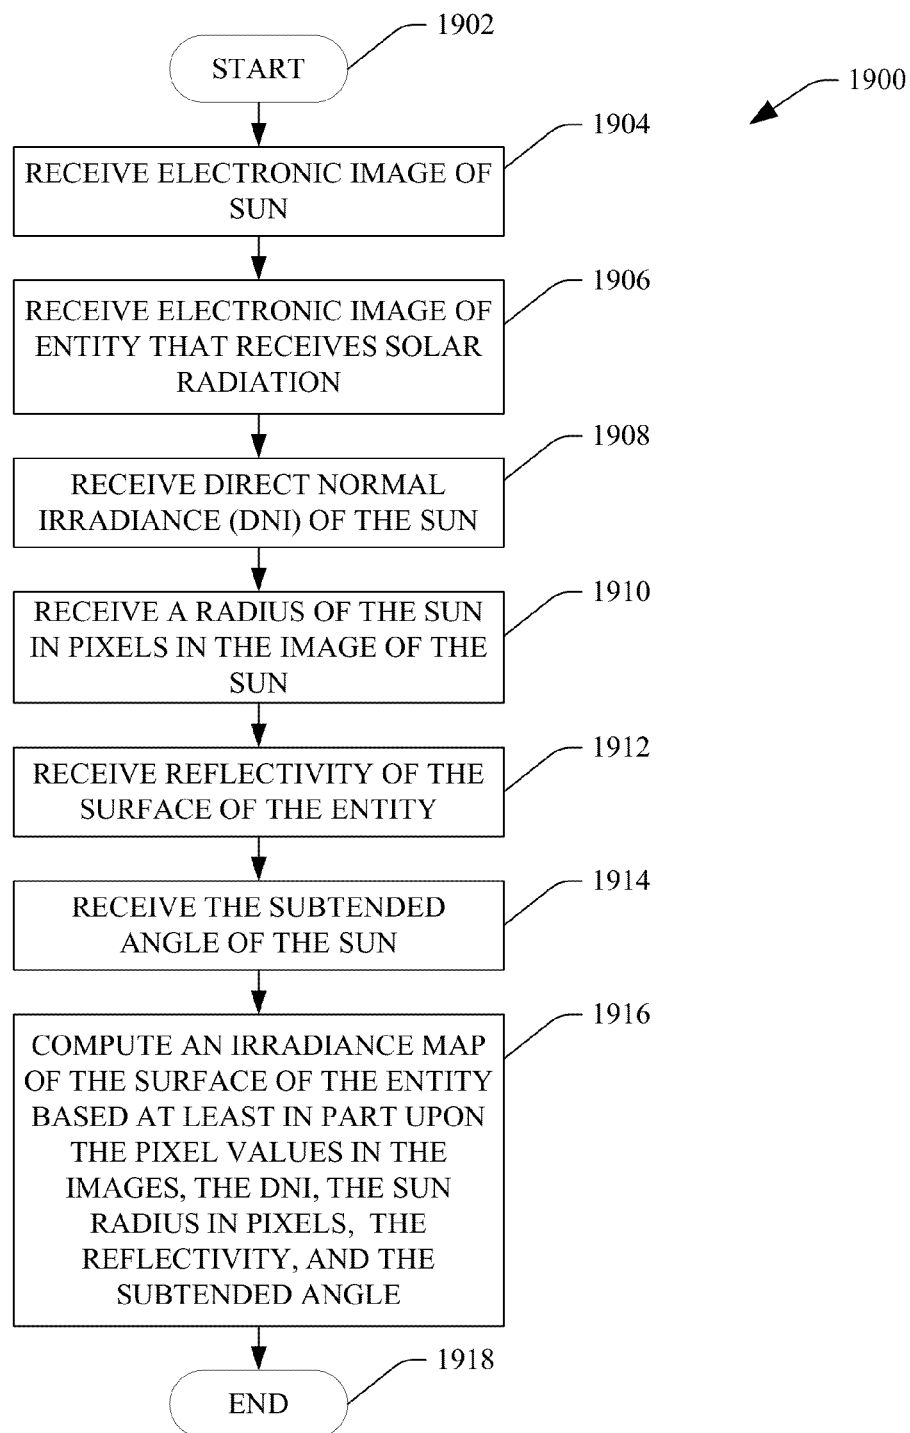 1902
START
1900
1904
RECEIVE ELECTRONIC IMAGE OF
SUN
1906
RECEIVE ELECTRONIC IMAGE OF
ENTITY THAT RECEIVES SOLAR
RADIATION
1908
RECEIVE DIRECT NORMAL
IRRADIANCE (DNI) OF THE SUN
1910
RECEIVE A RADIUS OF THE SUN
IN PIXELS IN THE IMAGE OF THE
SUN
1912
RECEIVE REFLECTIVITY OF THE
SURFACE OF THE ENTITY
1914
RECEIVE THE SUBTENDED
ANGLE OF THE SUN
1916
COMPUTE AN IRRADIANCE MAP
OF THE SURFACE OF THE ENTITY
BASED AT LEAST IN PART UPON
THE PIXEL VALUES IN THE
IMAGES, THE DNI, THE SUN
RADIUS IN PIXELS, THE
REFLECTIVITY, AND THE
SUBTENDED ANGLE
1918
END